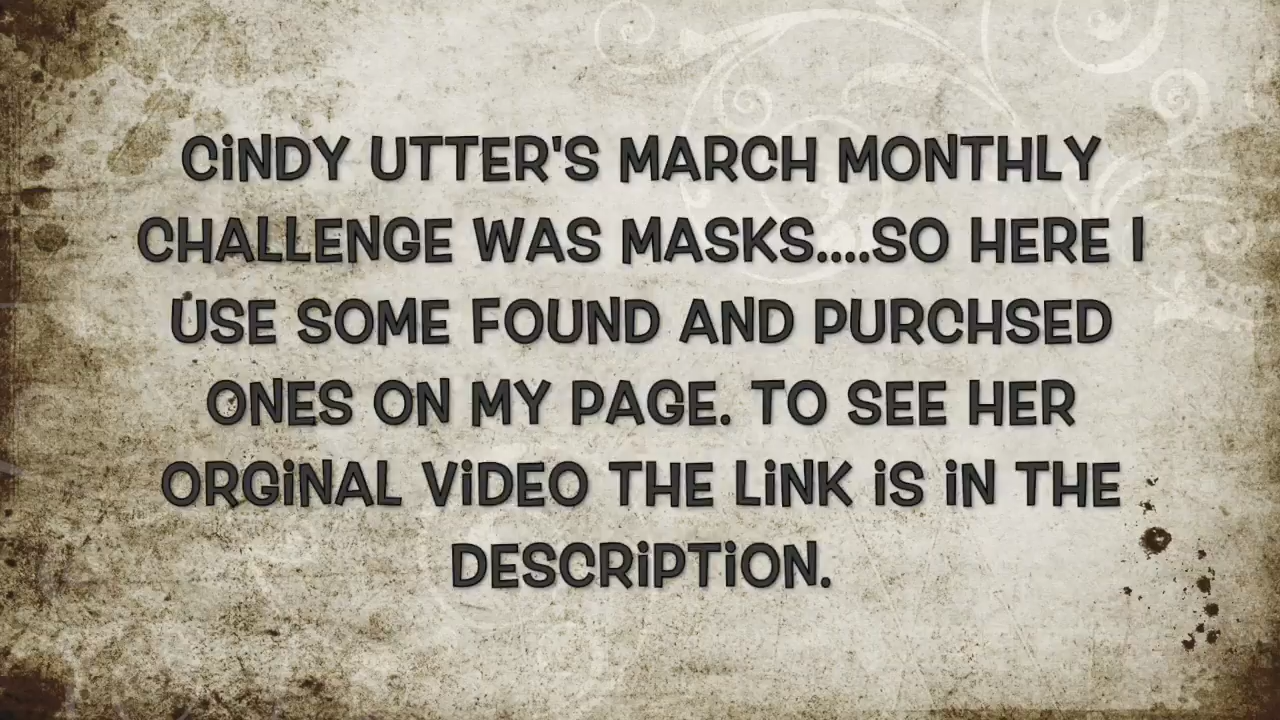 CiNDY UTTER'S MARCH MONTHLY
CHALLENGE WAS MASKS....SO HERE I
USE SOME FOUND AND PURCHSED
ONES ON MY PAGE. TO SEE HER
ORGiNAL ViDEO THE LiNK iS iN THE
DESCRiPTiON.